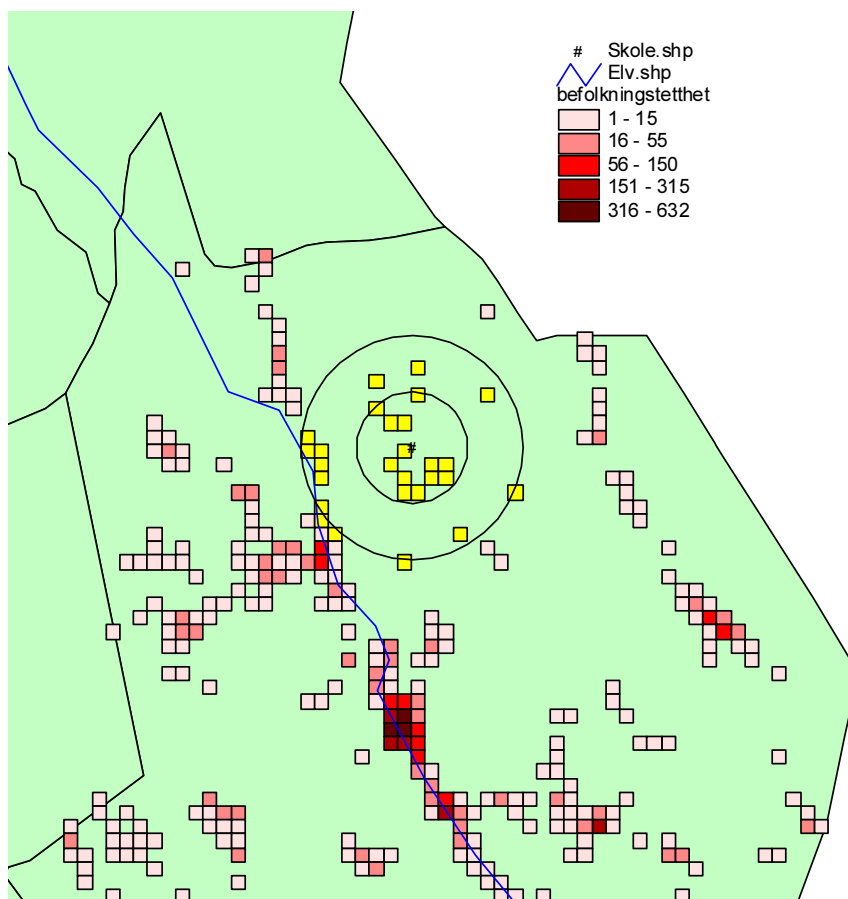 # Skole.shp
Elv.shp
befolkningstetthet
1 - 15
16 - 55
56 - 150
151 - 315
316 - 632
#